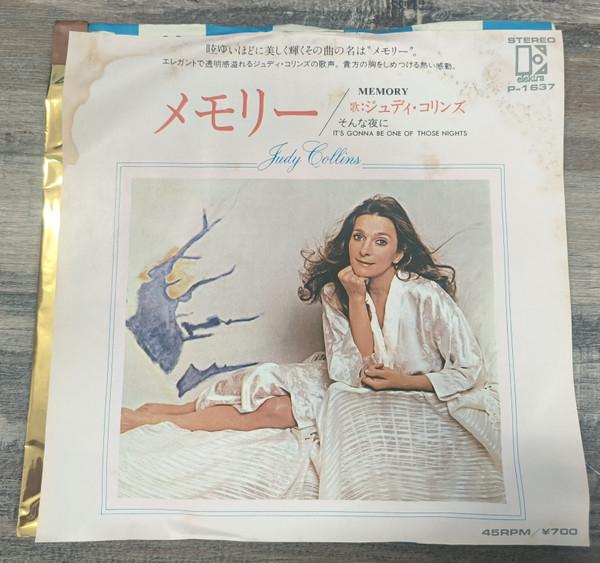 眩ゆいほどに美しく輝くその曲の名は“メモリー”。
エレガントで透明感溢れるジュディ・コリンズの歌声。貴方の胸をしめつける熱い感動。
STEREO
elektra
P-1637
メモリー/
MEMORY
歌:ジュディ・コリンズ
そんな夜に
IT'S GONNA BE ONE OF THOSE NIGHTS
Judy Collins
45RPM/¥700